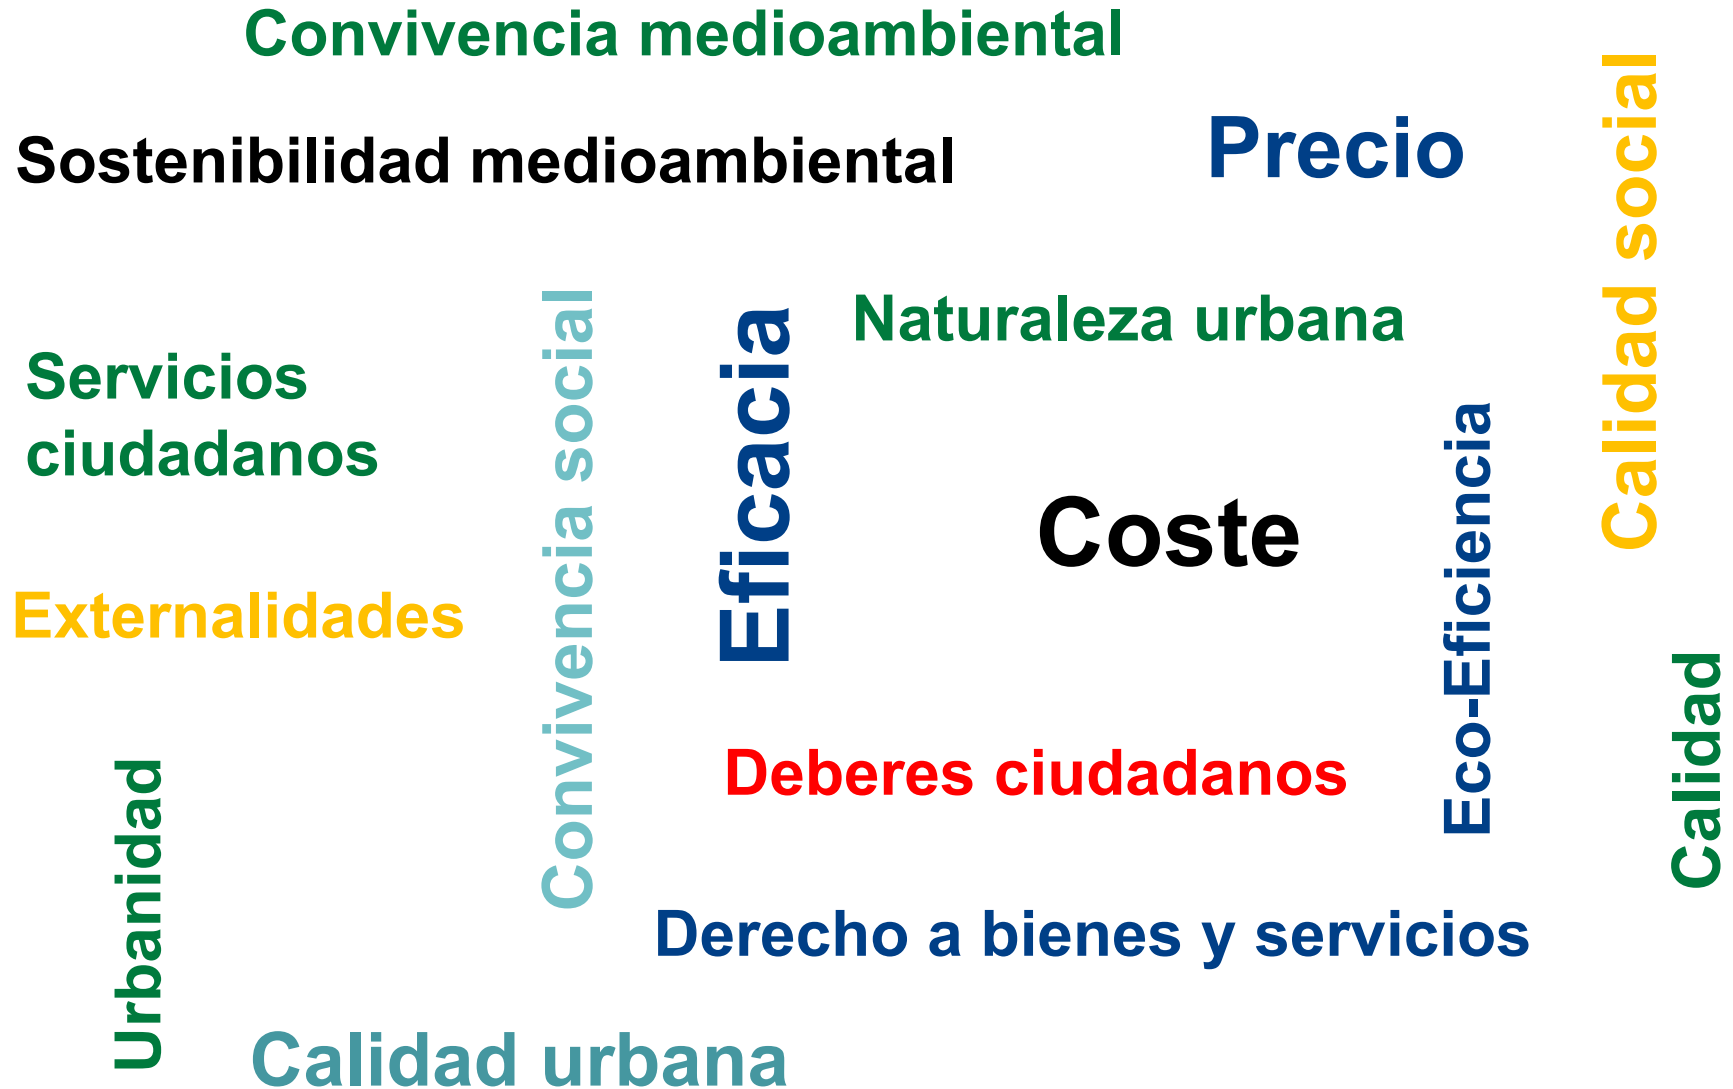 Convivencia medioambiental
Sostenibilidad medioambiental
Precio
Calidad social
Naturaleza urbana
Servicios
ciudadanos
Convivencia social
Eficacia
Coste
Eco-Eficiencia
Externalidades
Calidad
Deberes ciudadanos
Urbanidad
Derecho a bienes y servicios
Calidad urbana